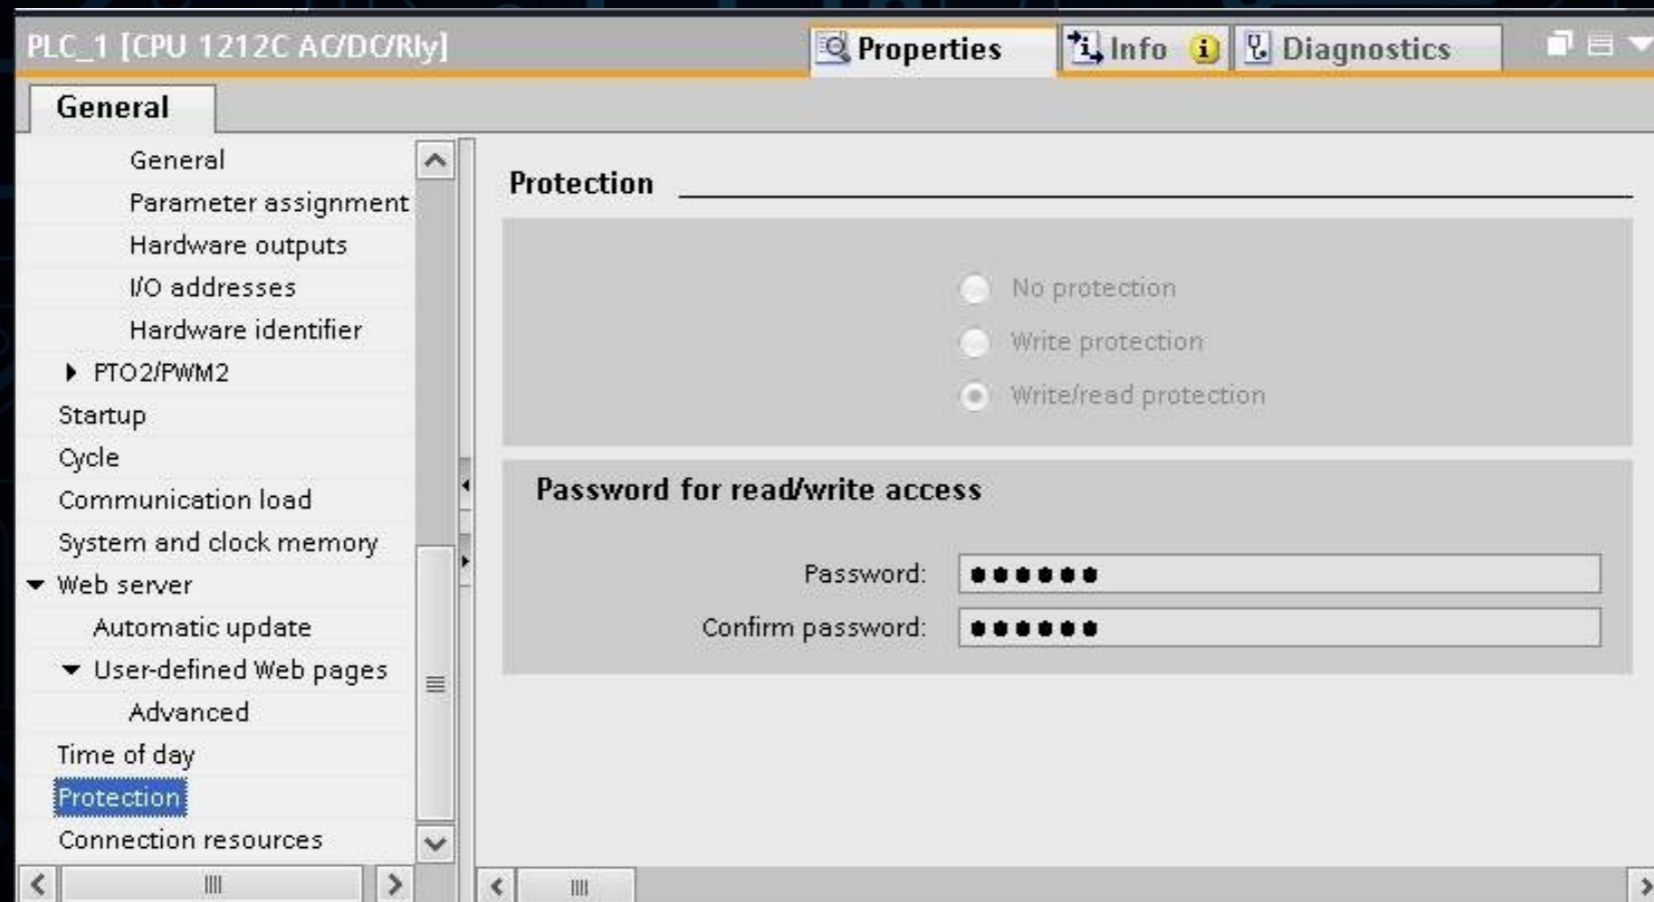 PLC_1 [CPU 1212C AC/DC/Rly]
Properties
Info
Diagnostics
General
General
Parameter assignment
Hardware outputs
I/O addresses
Hardware identifier
PTO2/PWM2
Startup
Cycle
Communication load
System and clock memory
Web server
Automatic update
User-defined Web pages
Advanced
Time of day
Protection
Connection resources
Protection
No protection
Write protection
Write/read protection
Password for read/write access
Password: ●●●●●●
Confirm password: ●●●●●●